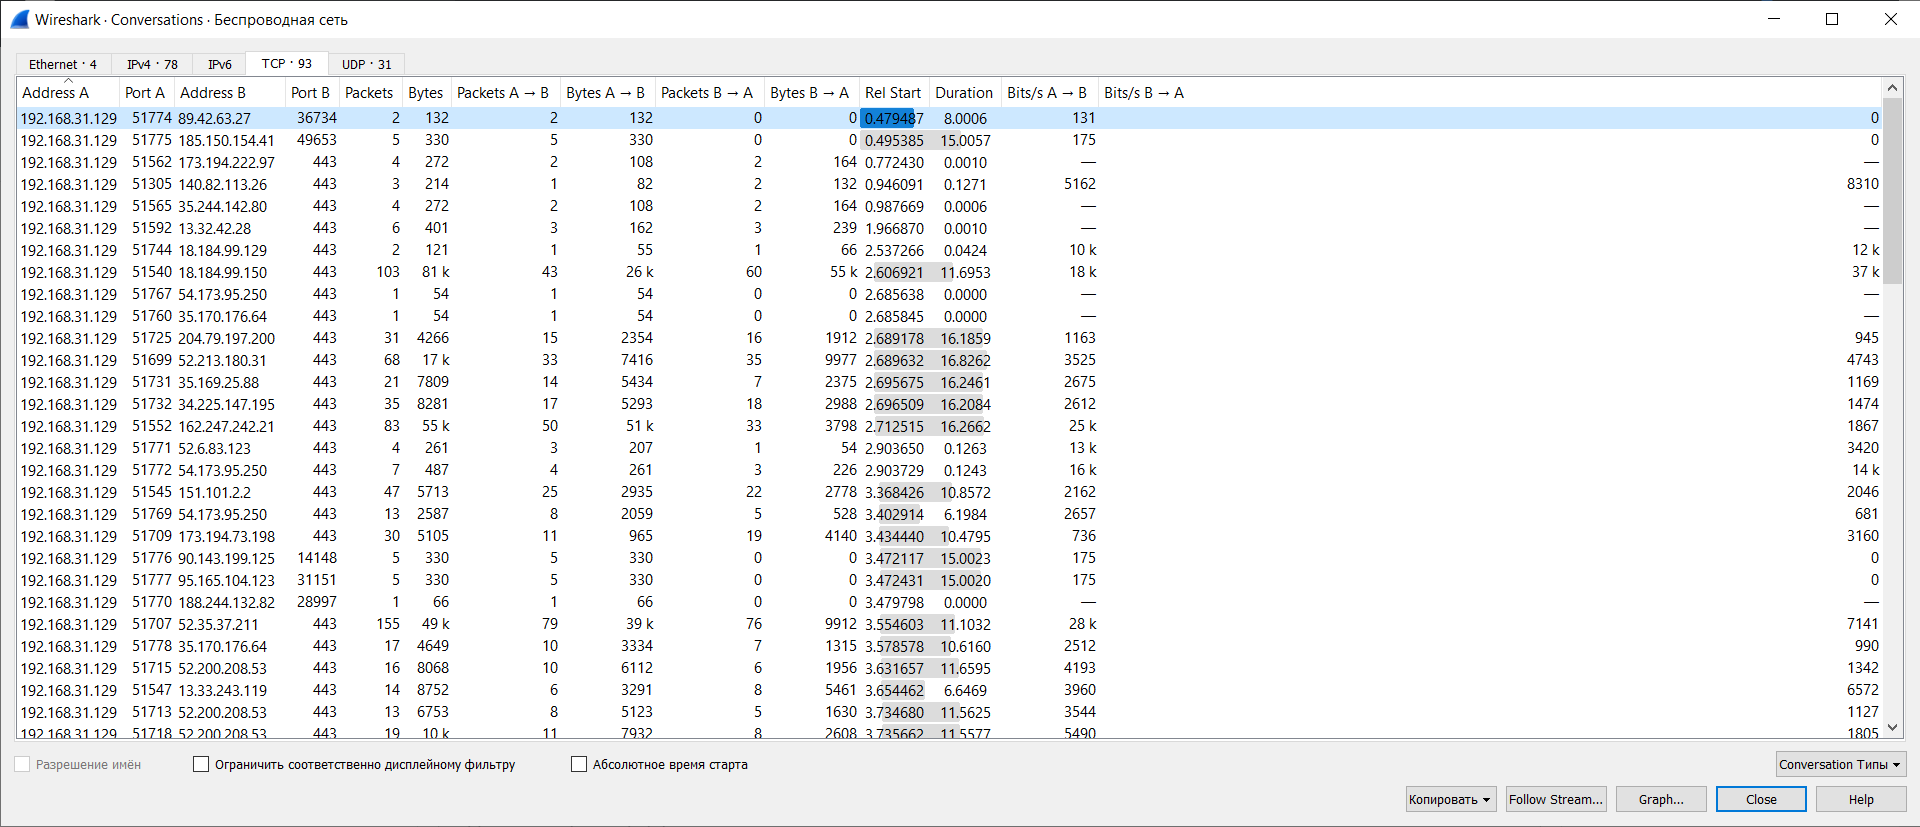 Wireshark · Conversations · Беспроводная сеть
Ethernet · 4 IPv4 · 78 IPv6 TCP · 93 UDP · 31
Address A Port A Address B Port B Packets Bytes Packets A → B Bytes A → B Packets B → A Bytes B → A Rel Start Duration Bits/s A → B Bits/s B → A
192.168.31.129 51774 89.42.63.27 36734 2 132 2 132 0 0 0.479487 8.0006 131 0
192.168.31.129 51775 185.150.154.41 49653 5 330 5 330 0 0 0.495385 15.0057 175 0
192.168.31.129 51562 173.194.222.97 443 4 272 2 108 2 164 0.772430 0.0010 — —
192.168.31.129 51305 140.82.113.26 443 3 214 1 82 2 132 0.946091 0.1271 5162 8310
192.168.31.129 51565 35.244.142.80 443 4 272 2 108 2 164 0.987669 0.0006 — —
192.168.31.129 51592 13.32.42.28 443 6 401 3 162 3 239 1.966870 0.0010 — —
192.168.31.129 51744 18.184.99.129 443 2 121 1 55 1 66 2.537266 0.0424 10 k 12 k
192.168.31.129 51540 18.184.99.150 443 103 81 k 43 26 k 60 55 k 2.606921 11.6953 18 k 37 k
192.168.31.129 51767 54.173.95.250 443 1 54 1 54 0 0 2.685638 0.0000 — —
192.168.31.129 51760 35.170.176.64 443 1 54 1 54 0 0 2.685845 0.0000 — —
192.168.31.129 51725 204.79.197.200 443 31 4266 15 2354 16 1912 2.689178 16.1859 1163 945
192.168.31.129 51699 52.213.180.31 443 68 17 k 33 7416 35 9977 2.689632 16.8262 3525 4743
192.168.31.129 51731 35.169.25.88 443 21 7809 14 5434 7 2375 2.695675 16.2461 2675 1169
192.168.31.129 51732 34.225.147.195 443 35 8281 17 5293 18 2988 2.696509 16.2084 2612 1474
192.168.31.129 51552 162.247.242.21 443 83 55 k 50 51 k 33 3798 2.712515 16.2662 25 k 1867
192.168.31.129 51771 52.6.83.123 443 4 261 3 207 1 54 2.903650 0.1263 13 k 3420
192.168.31.129 51772 54.173.95.250 443 7 487 4 261 3 226 2.903729 0.1243 16 k 14 k
192.168.31.129 51545 151.101.2.2 443 47 5713 25 2935 22 2778 3.368426 10.8572 2162 2046
192.168.31.129 51769 54.173.95.250 443 13 2587 8 2059 5 528 3.402914 6.1984 2657 681
192.168.31.129 51709 173.194.73.198 443 30 5105 11 965 19 4140 3.434440 10.4795 736 3160
192.168.31.129 51776 90.143.199.125 14148 5 330 5 330 0 0 3.472117 15.0023 175 0
192.168.31.129 51777 95.165.104.123 31151 5 330 5 330 0 0 3.472431 15.0020 175 0
192.168.31.129 51770 188.244.132.82 28997 1 66 1 66 0 0 3.479798 0.0000 — —
192.168.31.129 51707 52.35.37.211 443 155 49 k 79 39 k 76 9912 3.554603 11.1032 28 k 7141
192.168.31.129 51778 35.170.176.64 443 17 4649 10 3334 7 1315 3.578578 10.6160 2512 990
192.168.31.129 51715 52.200.208.53 443 16 8068 10 6112 6 1956 3.631657 11.6595 4193 1342
192.168.31.129 51547 13.33.243.119 443 14 8752 6 3291 8 5461 3.654462 6.6469 3960 6572
192.168.31.129 51713 52.200.208.53 443 13 6753 8 5123 5 1630 3.734680 11.5625 3544 1127
192.168.31.129 51718 52.200.208.53 443 19 10 k 11 7932 8 2608 3.735662 11.5577 5490 1805
Разрешение имён Ограничить соответственно дисплейному фильтру Абсолютное время старта Conversation Типы
Копировать Follow Stream... Graph... Close Help